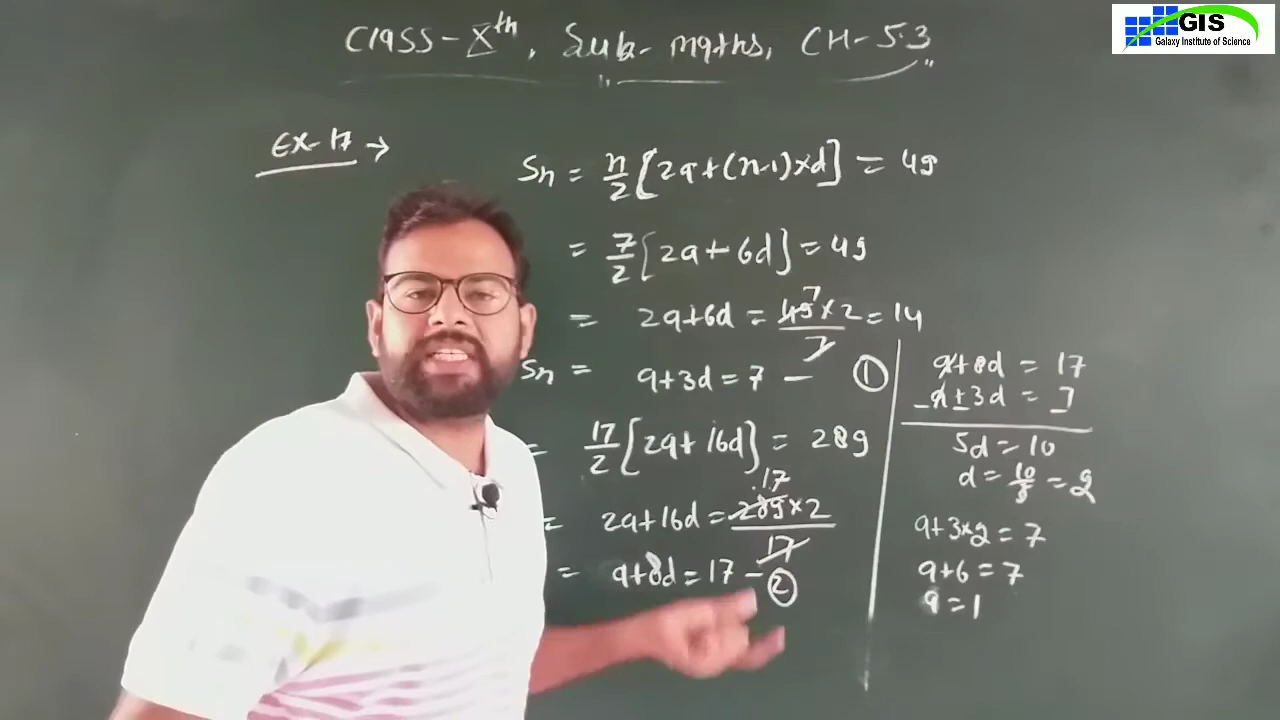 GIS
Galaxy Institute of Science
Class-Xth, Sub-maths, CH-5.3
Ex-17 →
Sn = n/2 [2a+(n-1)×d] = 49
= 7/2 [2a+6d] = 49
= 2a+6d = 49×2/7 = 14
7
Sn = a+3d = 7 - ①
= 17/2 [2a+16d] = 289
= 2a+16d = 289×2/17
17
= a+8d = 17 - ②
a+8d = 17
-a±3d = 7
5d = 10
d = 10/5 = 2
a+3×2 = 7
a+6 = 7
a = 1